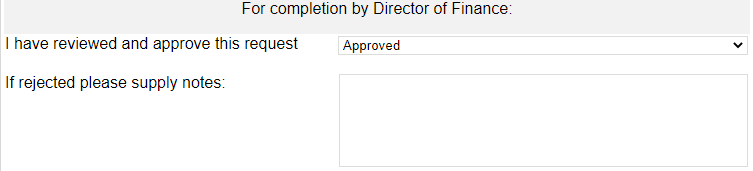 For completion by Director of Finance:
I have reviewed and approve this request
Approved
If rejected please supply notes: